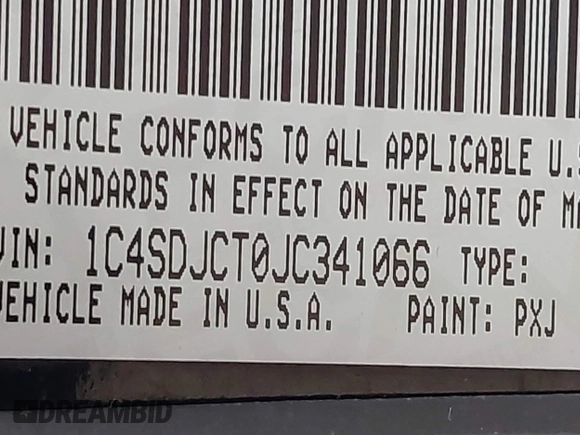 VEHICLE CONFORMS TO ALL APPLICABLE U.S
STANDARDS IN EFFECT ON THE DATE OF MA
VIN: 1C4SDJCT0JC341066 TYPE:
VEHICLE MADE IN U.S.A. PAINT: PXJ
DREAMBID